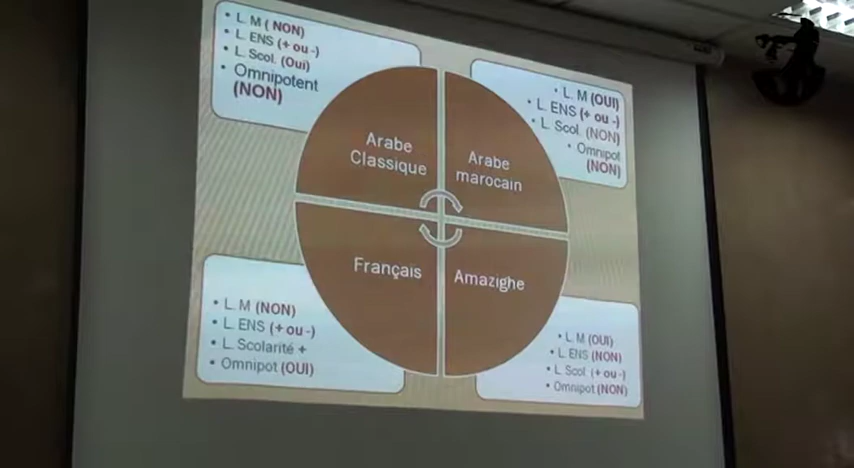 • L. M ( NON)
• L. ENS (+ ou -)
• L. Scol. (Oui)
• Omnipotent
(NON)
• L. M (OUI)
• L. ENS (+ ou -)
• L. Scol. (NON)
• Omnipot
(NON)
Arabe
Classique
Arabe
marocain
Français
Amazighe
• L. M (NON)
• L. ENS (+ ou -)
• L. Scolarité +
• Omnipot (OUI)
• L. M (OUI)
• L. ENS (NON)
• L. Scol. (+ ou -)
• Omnipot (NON)